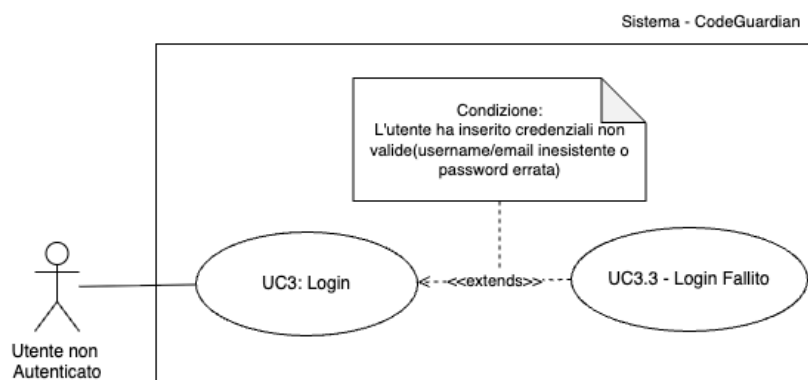 Sistema - CodeGuardian
Condizione:
L'utente ha inserito credenziali non
valide(username/email inesistente o
password errata)
UC3: Login
<<extends>>
UC3.3 - Login Fallito
Utente non
Autenticato